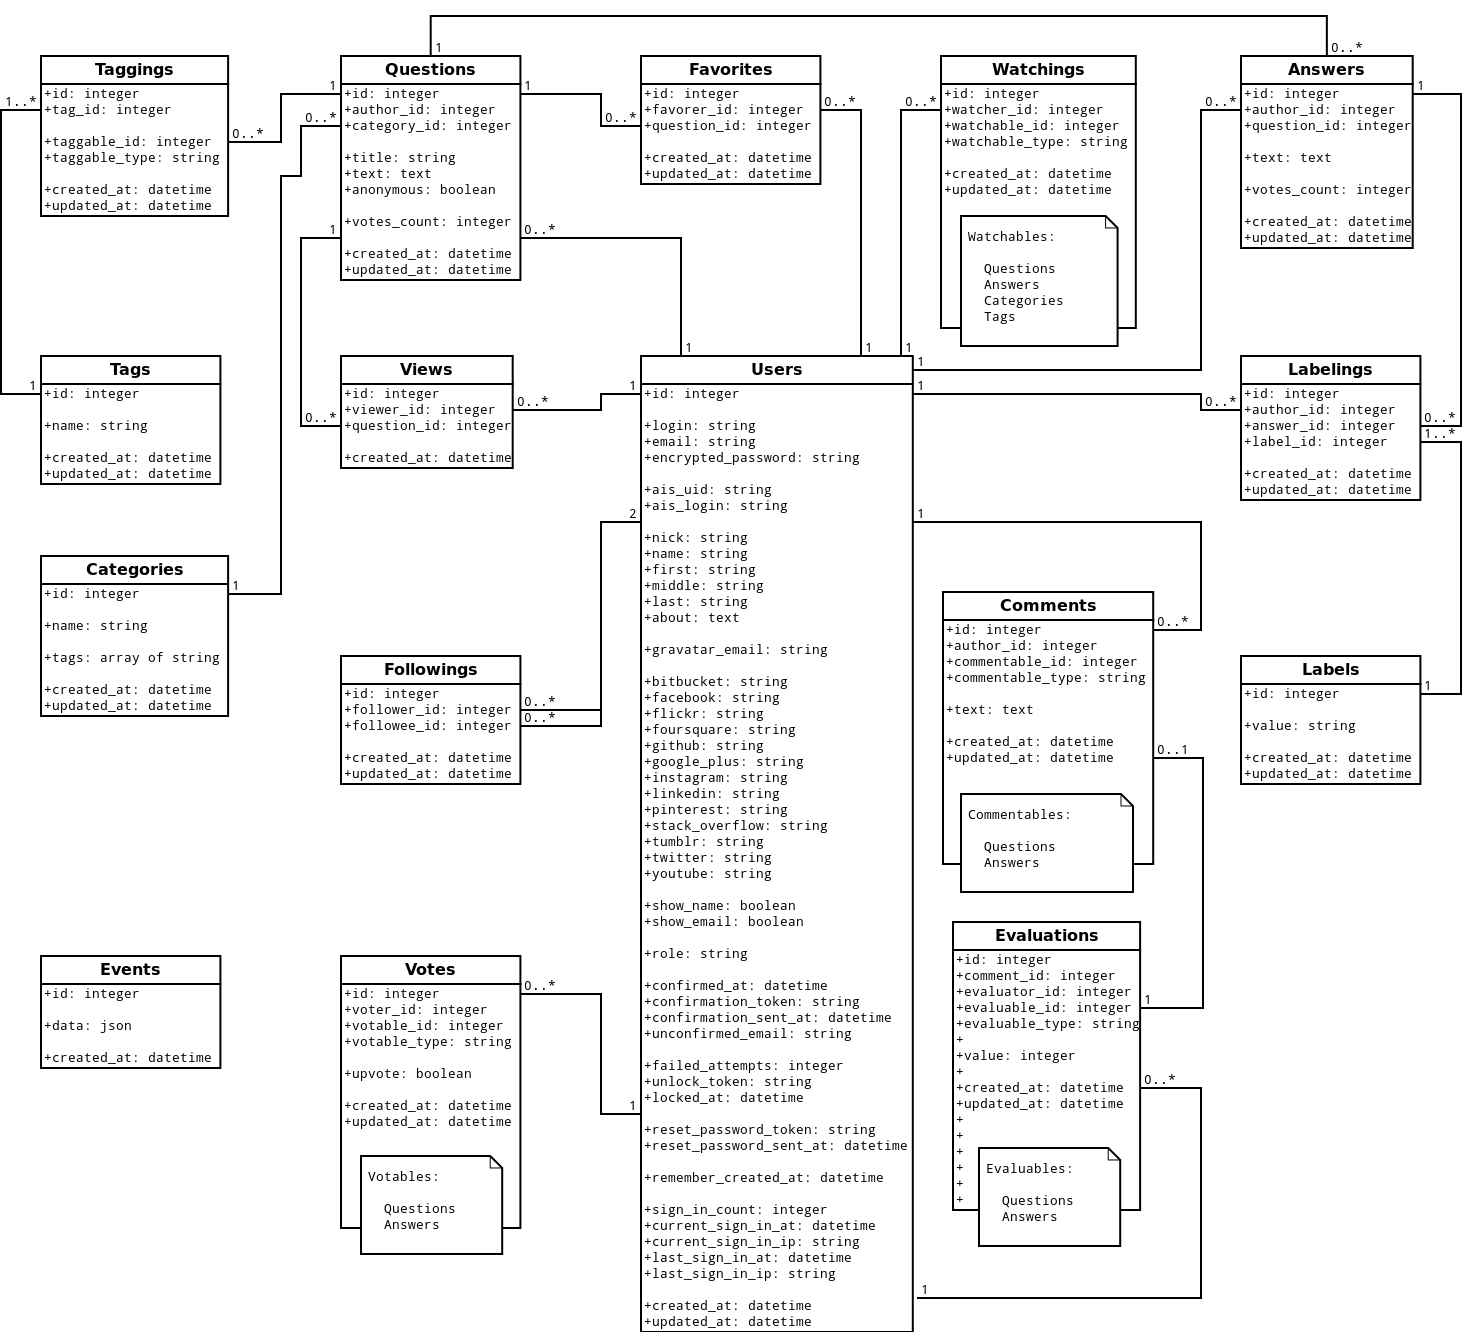 1
0..*
Taggings
1..*
+id: integer
+tag_id: integer
+taggable_id: integer
0..*
+taggable_type: string
+created_at: datetime
+updated_at: datetime
Questions
1
1
0..*
+id: integer
+author_id: integer
+category_id: integer
+title: string
+text: text
+anonymous: boolean
+votes_count: integer
1
0..*
+created_at: datetime
+updated_at: datetime
Favorites
0..*
0..*
+id: integer
+favorer_id: integer
+question_id: integer
+created_at: datetime
+updated_at: datetime
Watchings
0..*
+id: integer
+watcher_id: integer
+watchable_id: integer
+watchable_type: string
+created_at: datetime
+updated_at: datetime
Watchables:
Questions
Answers
Categories
Tags
Answers
1
0..*
+id: integer
+author_id: integer
+question_id: integer
+text: text
+votes_count: integer
+created_at: datetime
+updated_at: datetime
Tags
1
+id: integer
+name: string
+created_at: datetime
+updated_at: datetime
Views
0..*
0..*
+id: integer
+viewer_id: integer
+question_id: integer
+created_at: datetime
1
1
1
1
1
1
Users
+id: integer
+login: string
+email: string
+encrypted_password: string
+ais_uid: string
+ais_login: string
2
1
+nick: string
+name: string
+first: string
+middle: string
+last: string
+about: text
+gravatar_email: string
+bitbucket: string
+facebook: string
+flickr: string
+foursquare: string
+github: string
+google_plus: string
+instagram: string
+linkedin: string
+pinterest: string
+stack_overflow: string
+tumblr: string
+twitter: string
+youtube: string
+show_name: boolean
+show_email: boolean
+role: string
+confirmed_at: datetime
+confirmation_token: string
+confirmation_sent_at: datetime
+unconfirmed_email: string
+failed_attempts: integer
+unlock_token: string
+locked_at: datetime
1
+reset_password_token: string
+reset_password_sent_at: datetime
+remember_created_at: datetime
+sign_in_count: integer
+current_sign_in_at: datetime
+current_sign_in_ip: string
+last_sign_in_at: datetime
+last_sign_in_ip: string
1
+created_at: datetime
+updated_at: datetime
Labelings
0..*
0..*
1..*
+id: integer
+author_id: integer
+answer_id: integer
+label_id: integer
+created_at: datetime
+updated_at: datetime
Categories
1
+id: integer
+name: string
+tags: array of string
+created_at: datetime
+updated_at: datetime
Followings
0..*
0..*
+id: integer
+follower_id: integer
+followee_id: integer
+created_at: datetime
+updated_at: datetime
Comments
0..*
+id: integer
+author_id: integer
+commentable_id: integer
+commentable_type: string
+text: text
+created_at: datetime
0..1
+updated_at: datetime
Commentables:
Questions
Answers
Labels
1
+id: integer
+value: string
+created_at: datetime
+updated_at: datetime
Events
+id: integer
+data: json
+created_at: datetime
Votes
0..*
+id: integer
+voter_id: integer
+votable_id: integer
+votable_type: string
+upvote: boolean
+created_at: datetime
+updated_at: datetime
Votables:
Questions
Answers
Evaluations
+id: integer
+comment_id: integer
+evaluator_id: integer
1
+evaluable_id: integer
+evaluable_type: string
+
+value: integer
+
0..*
+created_at: datetime
+updated_at: datetime
+
+
+
+
+
+
Evaluables:
Questions
Answers